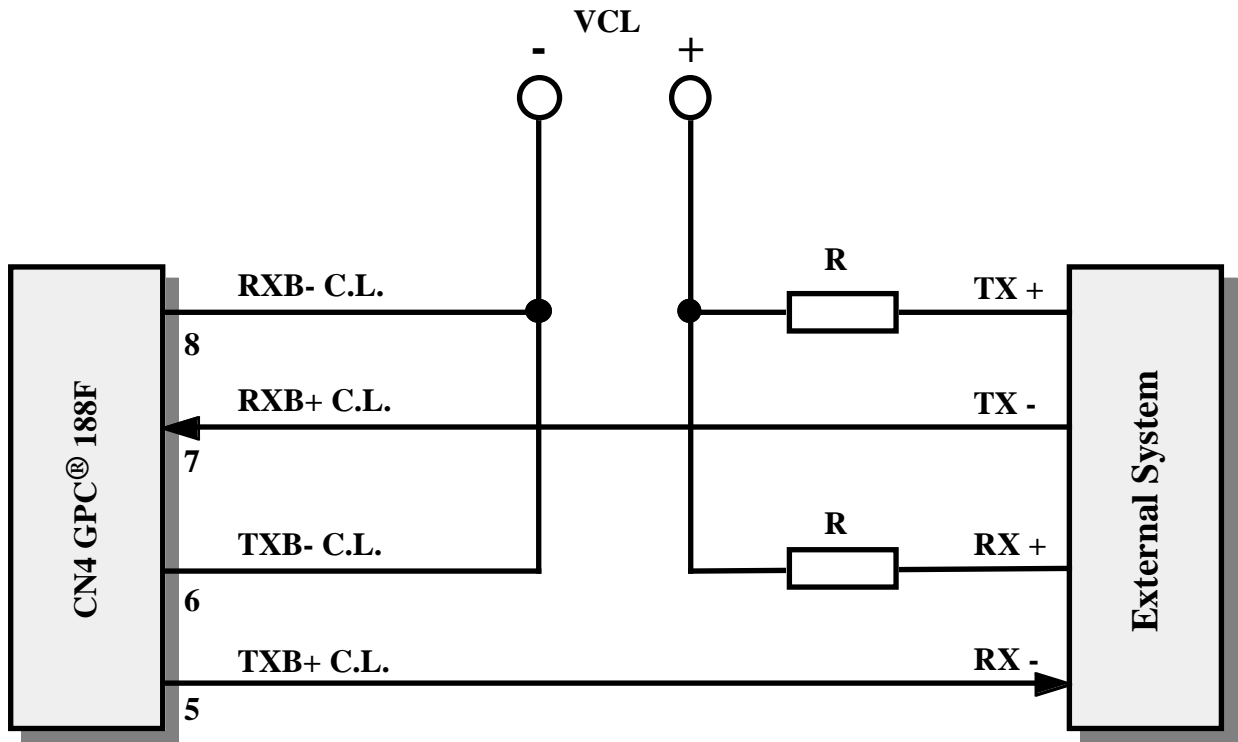 VCL
- +
R
RXB- C.L. TX +
8
RXB+ C.L. TX -
7
CN4 GPC® 188F
External System
R
TXB- C.L. RX +
6
TXB+ C.L. RX -
5